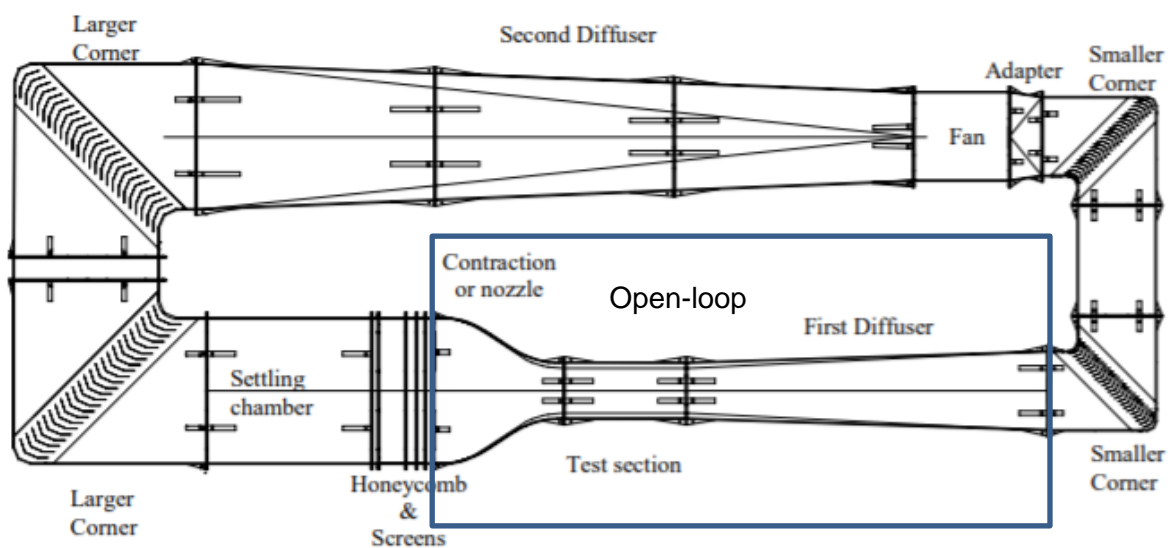 Larger
Corner
Second Diffuser
Smaller
Corner
Adapter
Fan
Contraction
or nozzle
Open-loop
First Diffuser
Settling
chamber
Test section
Honeycomb
&
Screens
Larger
Corner
Smaller
Corner